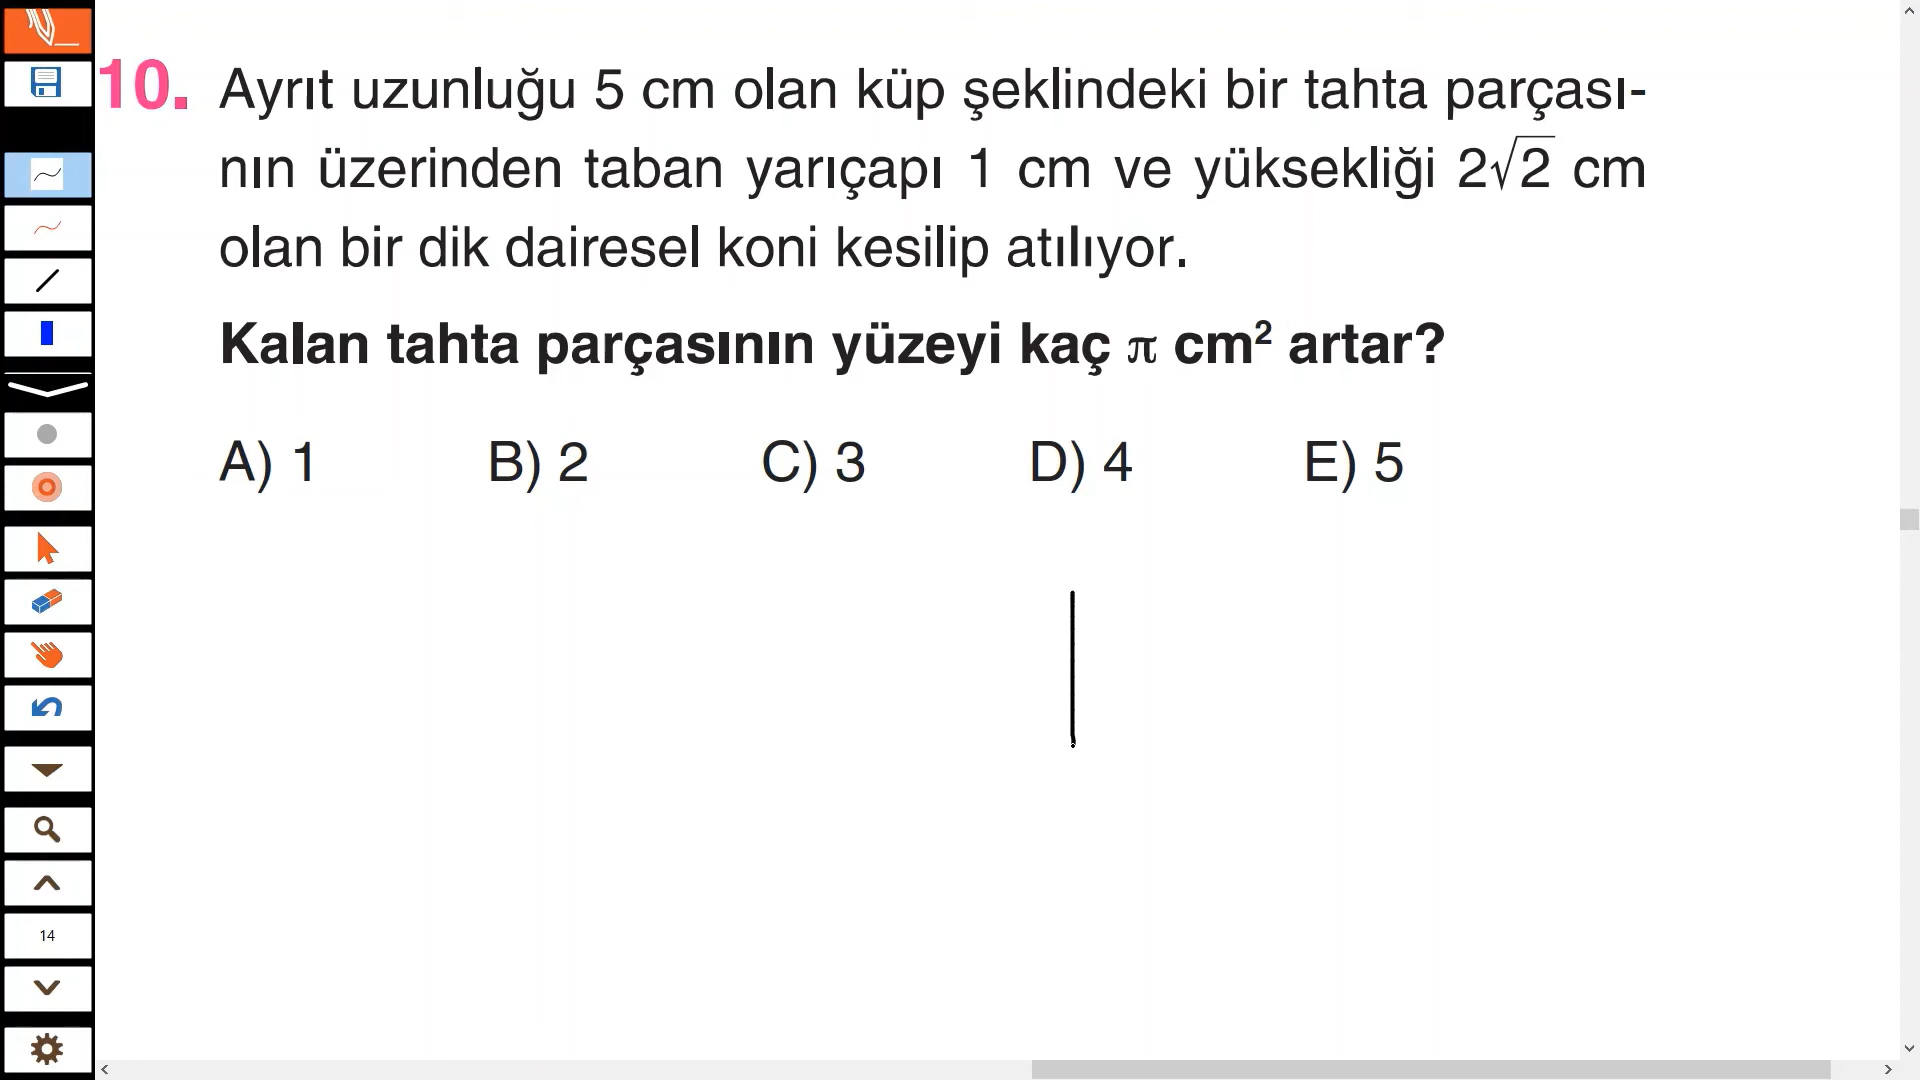 10. Ayrıt uzunluğu 5 cm olan küp şeklindeki bir tahta parçası-
nın üzerinden taban yarıçapı 1 cm ve yüksekliği 2√2 cm
olan bir dik dairesel koni kesilip atılıyor.
Kalan tahta parçasının yüzeyi kaç π cm² artar?
A) 1 B) 2 C) 3 D) 4 E) 5
14